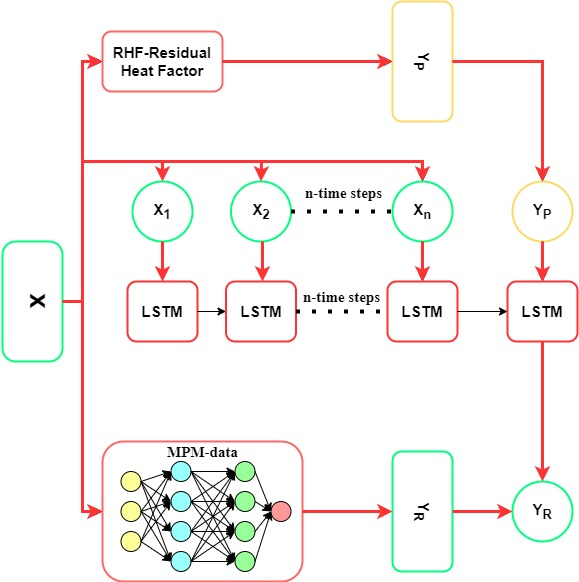 RHF-Residual
Heat Factor
YP
n-time steps
X1
X2
Xn
YP
X
n-time steps
LSTM
LSTM
LSTM
LSTM
MPM-data
YR
YR